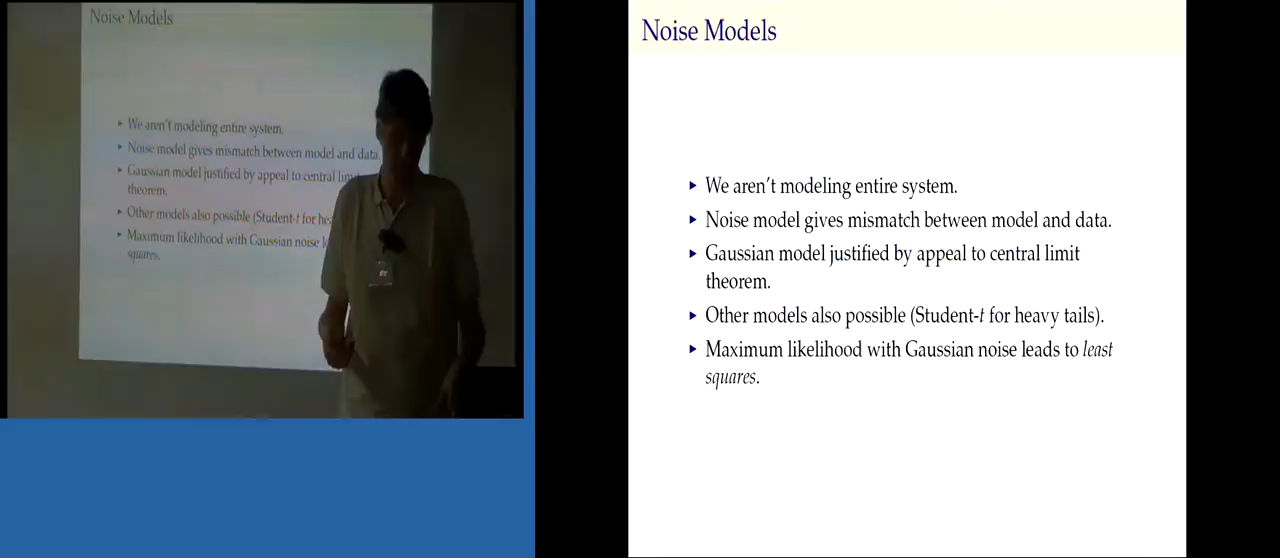 Noise Models
► We aren't modeling entire system.
► Noise model gives mismatch between model and data.
► Gaussian model justified by appeal to central lim
theorem.
► Other models also possible (Student-t for hea
► Maximum likelihood with Gaussian noise l
squares.
Noise Models
► We aren't modeling entire system.
► Noise model gives mismatch between model and data.
► Gaussian model justified by appeal to central limit
theorem.
► Other models also possible (Student-t for heavy tails).
► Maximum likelihood with Gaussian noise leads to least
squares.